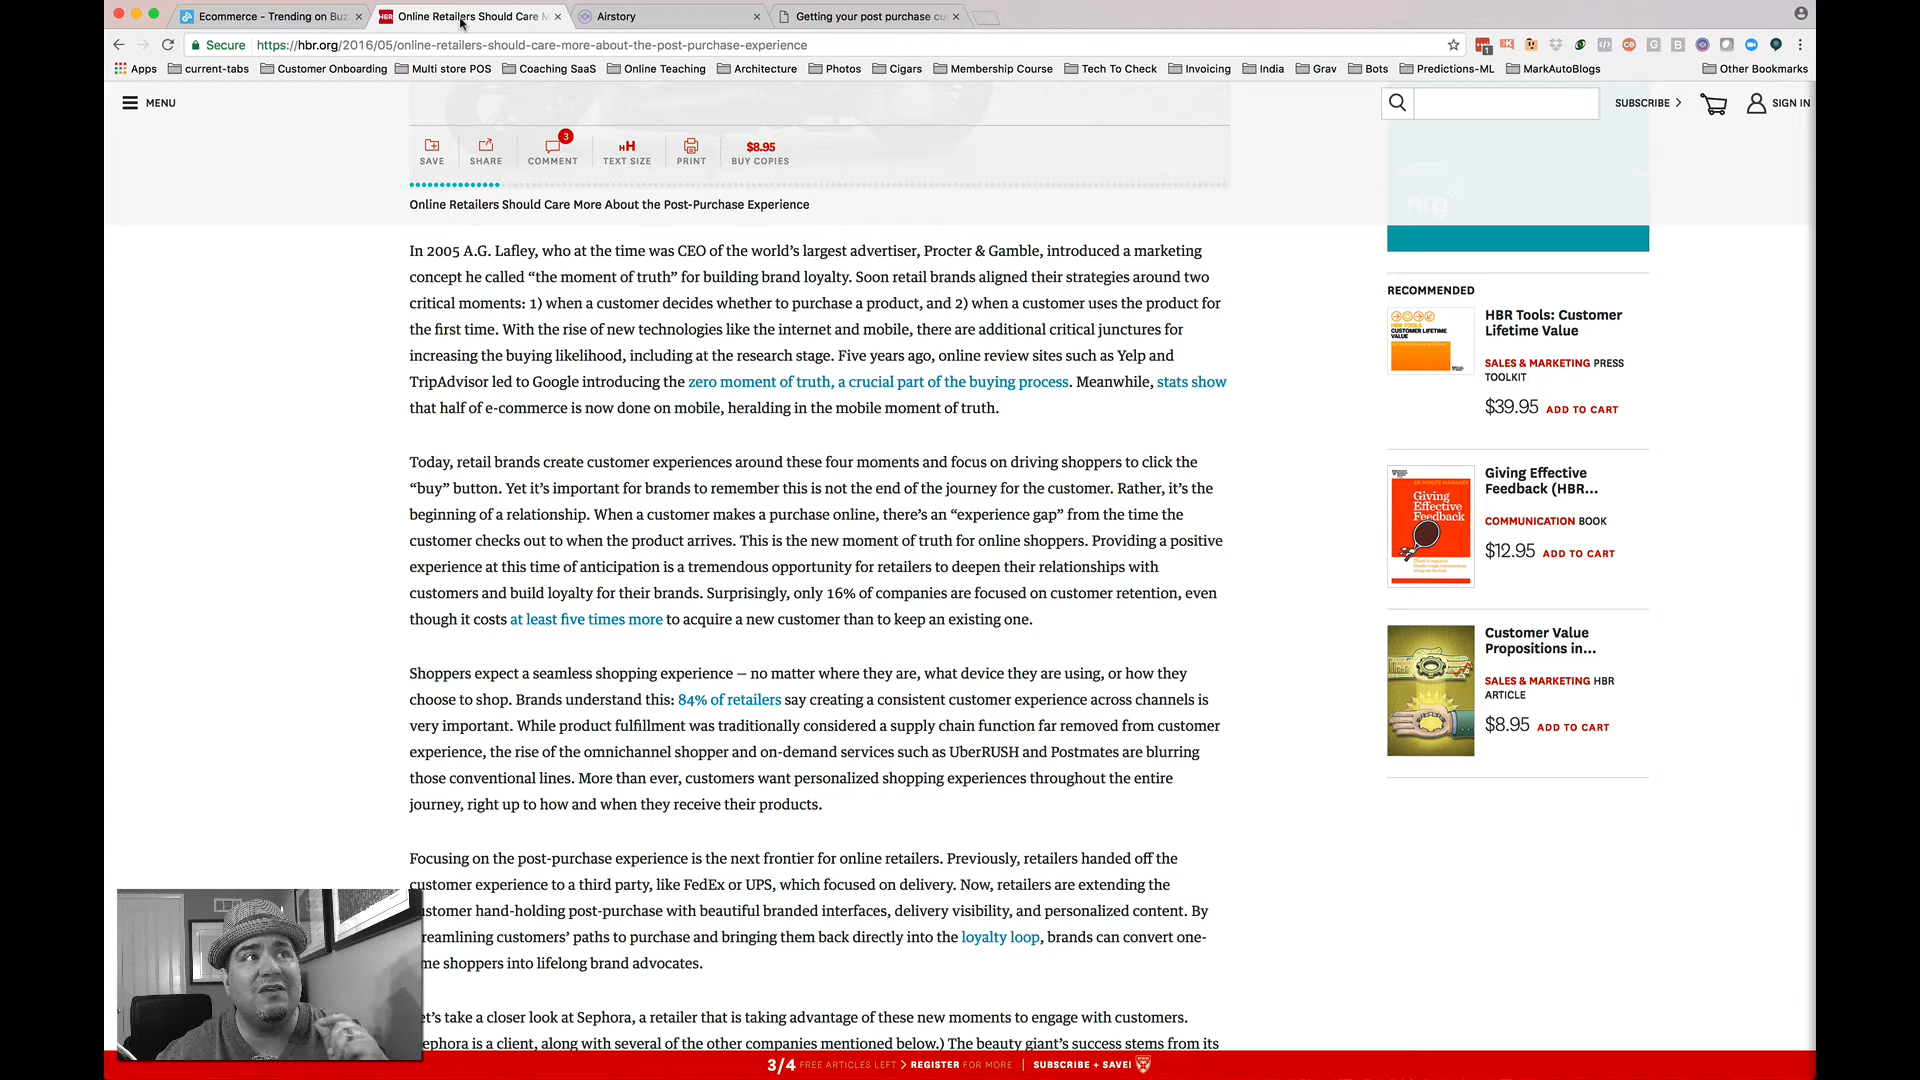 Ecommerce - Trending on Buz
HBR Online Retailers Should Care M
Airstory
Getting your post purchase cu
Secure https://hbr.org/2016/05/online-retailers-should-care-more-about-the-post-purchase-experience
Apps current-tabs Customer Onboarding Multi store POS Coaching SaaS Online Teaching Architecture Photos Cigars Membership Course Tech To Check Invoicing India Grav Bots Predictions-ML MarkAutoBlogs Other Bookmarks
MENU
SUBSCRIBE SIGN IN
3
HH $8.95
SAVE SHARE COMMENT TEXT SIZE PRINT BUY COPIES
Online Retailers Should Care More About the Post-Purchase Experience
In 2005 A.G. Lafley, who at the time was CEO of the world's largest advertiser, Procter & Gamble, introduced a marketing
concept he called “the moment of truth” for building brand loyalty. Soon retail brands aligned their strategies around two
critical moments: 1) when a customer decides whether to purchase a product, and 2) when a customer uses the product for
the first time. With the rise of new technologies like the internet and mobile, there are additional critical junctures for
increasing the buying likelihood, including at the research stage. Five years ago, online review sites such as Yelp and
TripAdvisor led to Google introducing the zero moment of truth, a crucial part of the buying process. Meanwhile, stats show
that half of e-commerce is now done on mobile, heralding in the mobile moment of truth.
Today, retail brands create customer experiences around these four moments and focus on driving shoppers to click the
“buy” button. Yet it's important for brands to remember this is not the end of the journey for the customer. Rather, it's the
beginning of a relationship. When a customer makes a purchase online, there's an “experience gap” from the time the
customer checks out to when the product arrives. This is the new moment of truth for online shoppers. Providing a positive
experience at this time of anticipation is a tremendous opportunity for retailers to deepen their relationships with
customers and build loyalty for their brands. Surprisingly, only 16% of companies are focused on customer retention, even
though it costs at least five times more to acquire a new customer than to keep an existing one.
Shoppers expect a seamless shopping experience — no matter where they are, what device they are using, or how they
choose to shop. Brands understand this: 84% of retailers say creating a consistent customer experience across channels is
very important. While product fulfillment was traditionally considered a supply chain function far removed from customer
experience, the rise of the omnichannel shopper and on-demand services such as UberRUSH and Postmates are blurring
those conventional lines. More than ever, customers want personalized shopping experiences throughout the entire
journey, right up to how and when they receive their products.
Focusing on the post-purchase experience is the next frontier for online retailers. Previously, retailers handed off the
customer experience to a third party, like FedEx or UPS, which focused on delivery. Now, retailers are extending the
ustomer hand-holding post-purchase with beautiful branded interfaces, delivery visibility, and personalized content. By
reamlining customers' paths to purchase and bringing them back directly into the loyalty loop, brands can convert one-
me shoppers into lifelong brand advocates.
et's take a closer look at Sephora, a retailer that is taking advantage of these new moments to engage with customers.
ephora is a client, along with several of the other companies mentioned below.) The beauty giant's success stems from its
nrg
RECOMMENDED
HBR TOOLS
CUSTOMER LIFETIME
VALUE
HBR Tools: Customer
Lifetime Value
SALES & MARKETING PRESS
TOOLKIT
$39.95 ADD TO CART
Giving
Effective
Feedback
Giving Effective
Feedback (HBR...
COMMUNICATION BOOK
$12.95 ADD TO CART
Customer Value
Propositions in...
SALES & MARKETING HBR
ARTICLE
$8.95 ADD TO CART
3/4 FREE ARTICLES LEFT > REGISTER FOR MORE | SUBSCRIBE + SAVE!